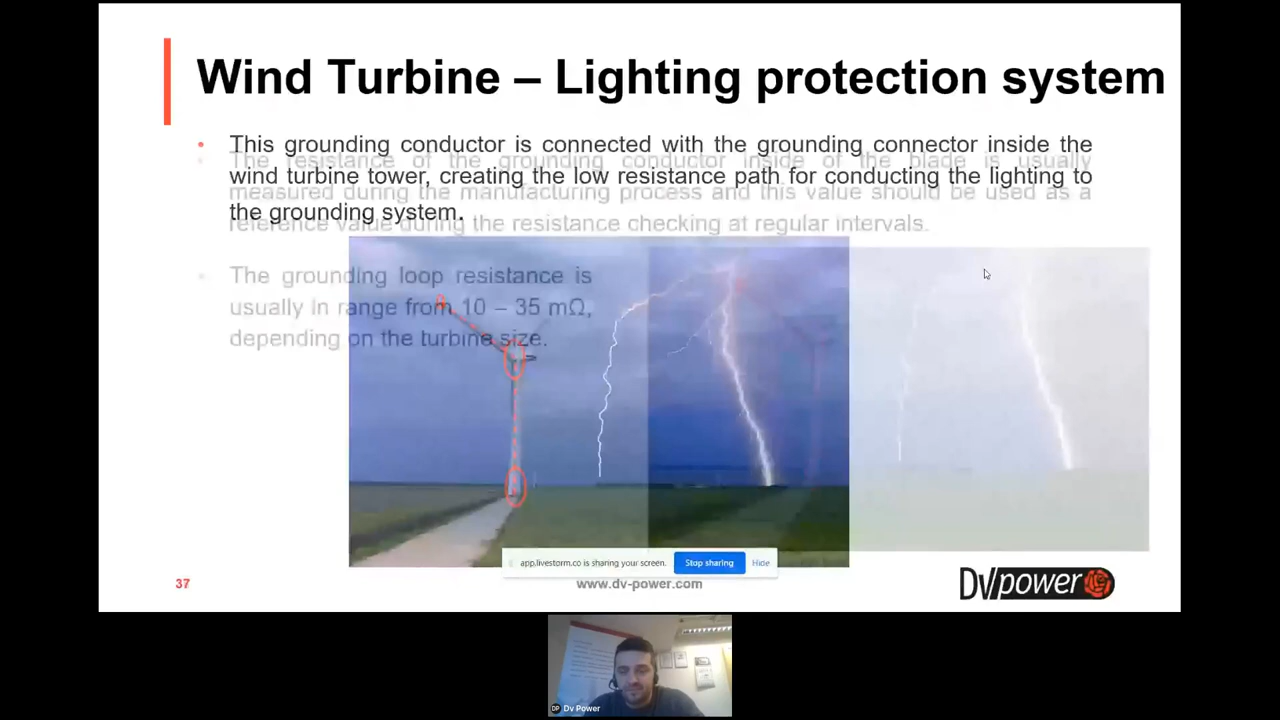 Wind Turbine – Lighting protection system
• This grounding conductor is connected with the grounding connector inside the
wind turbine tower, creating the low resistance path for conducting the lighting to
the grounding system.
• The resistance of the grounding conductor inside of the blade is usually
measured during the manufacturing process and this value should be used as a
reference value during the resistance checking at regular intervals.
• The grounding loop resistance is
usually in range from 10 – 35 mΩ,
depending on the turbine size.
app.livestorm.co is sharing your screen.
Stop sharing
Hide
37
www.dv-power.com
DV/power
DP
Dv Power